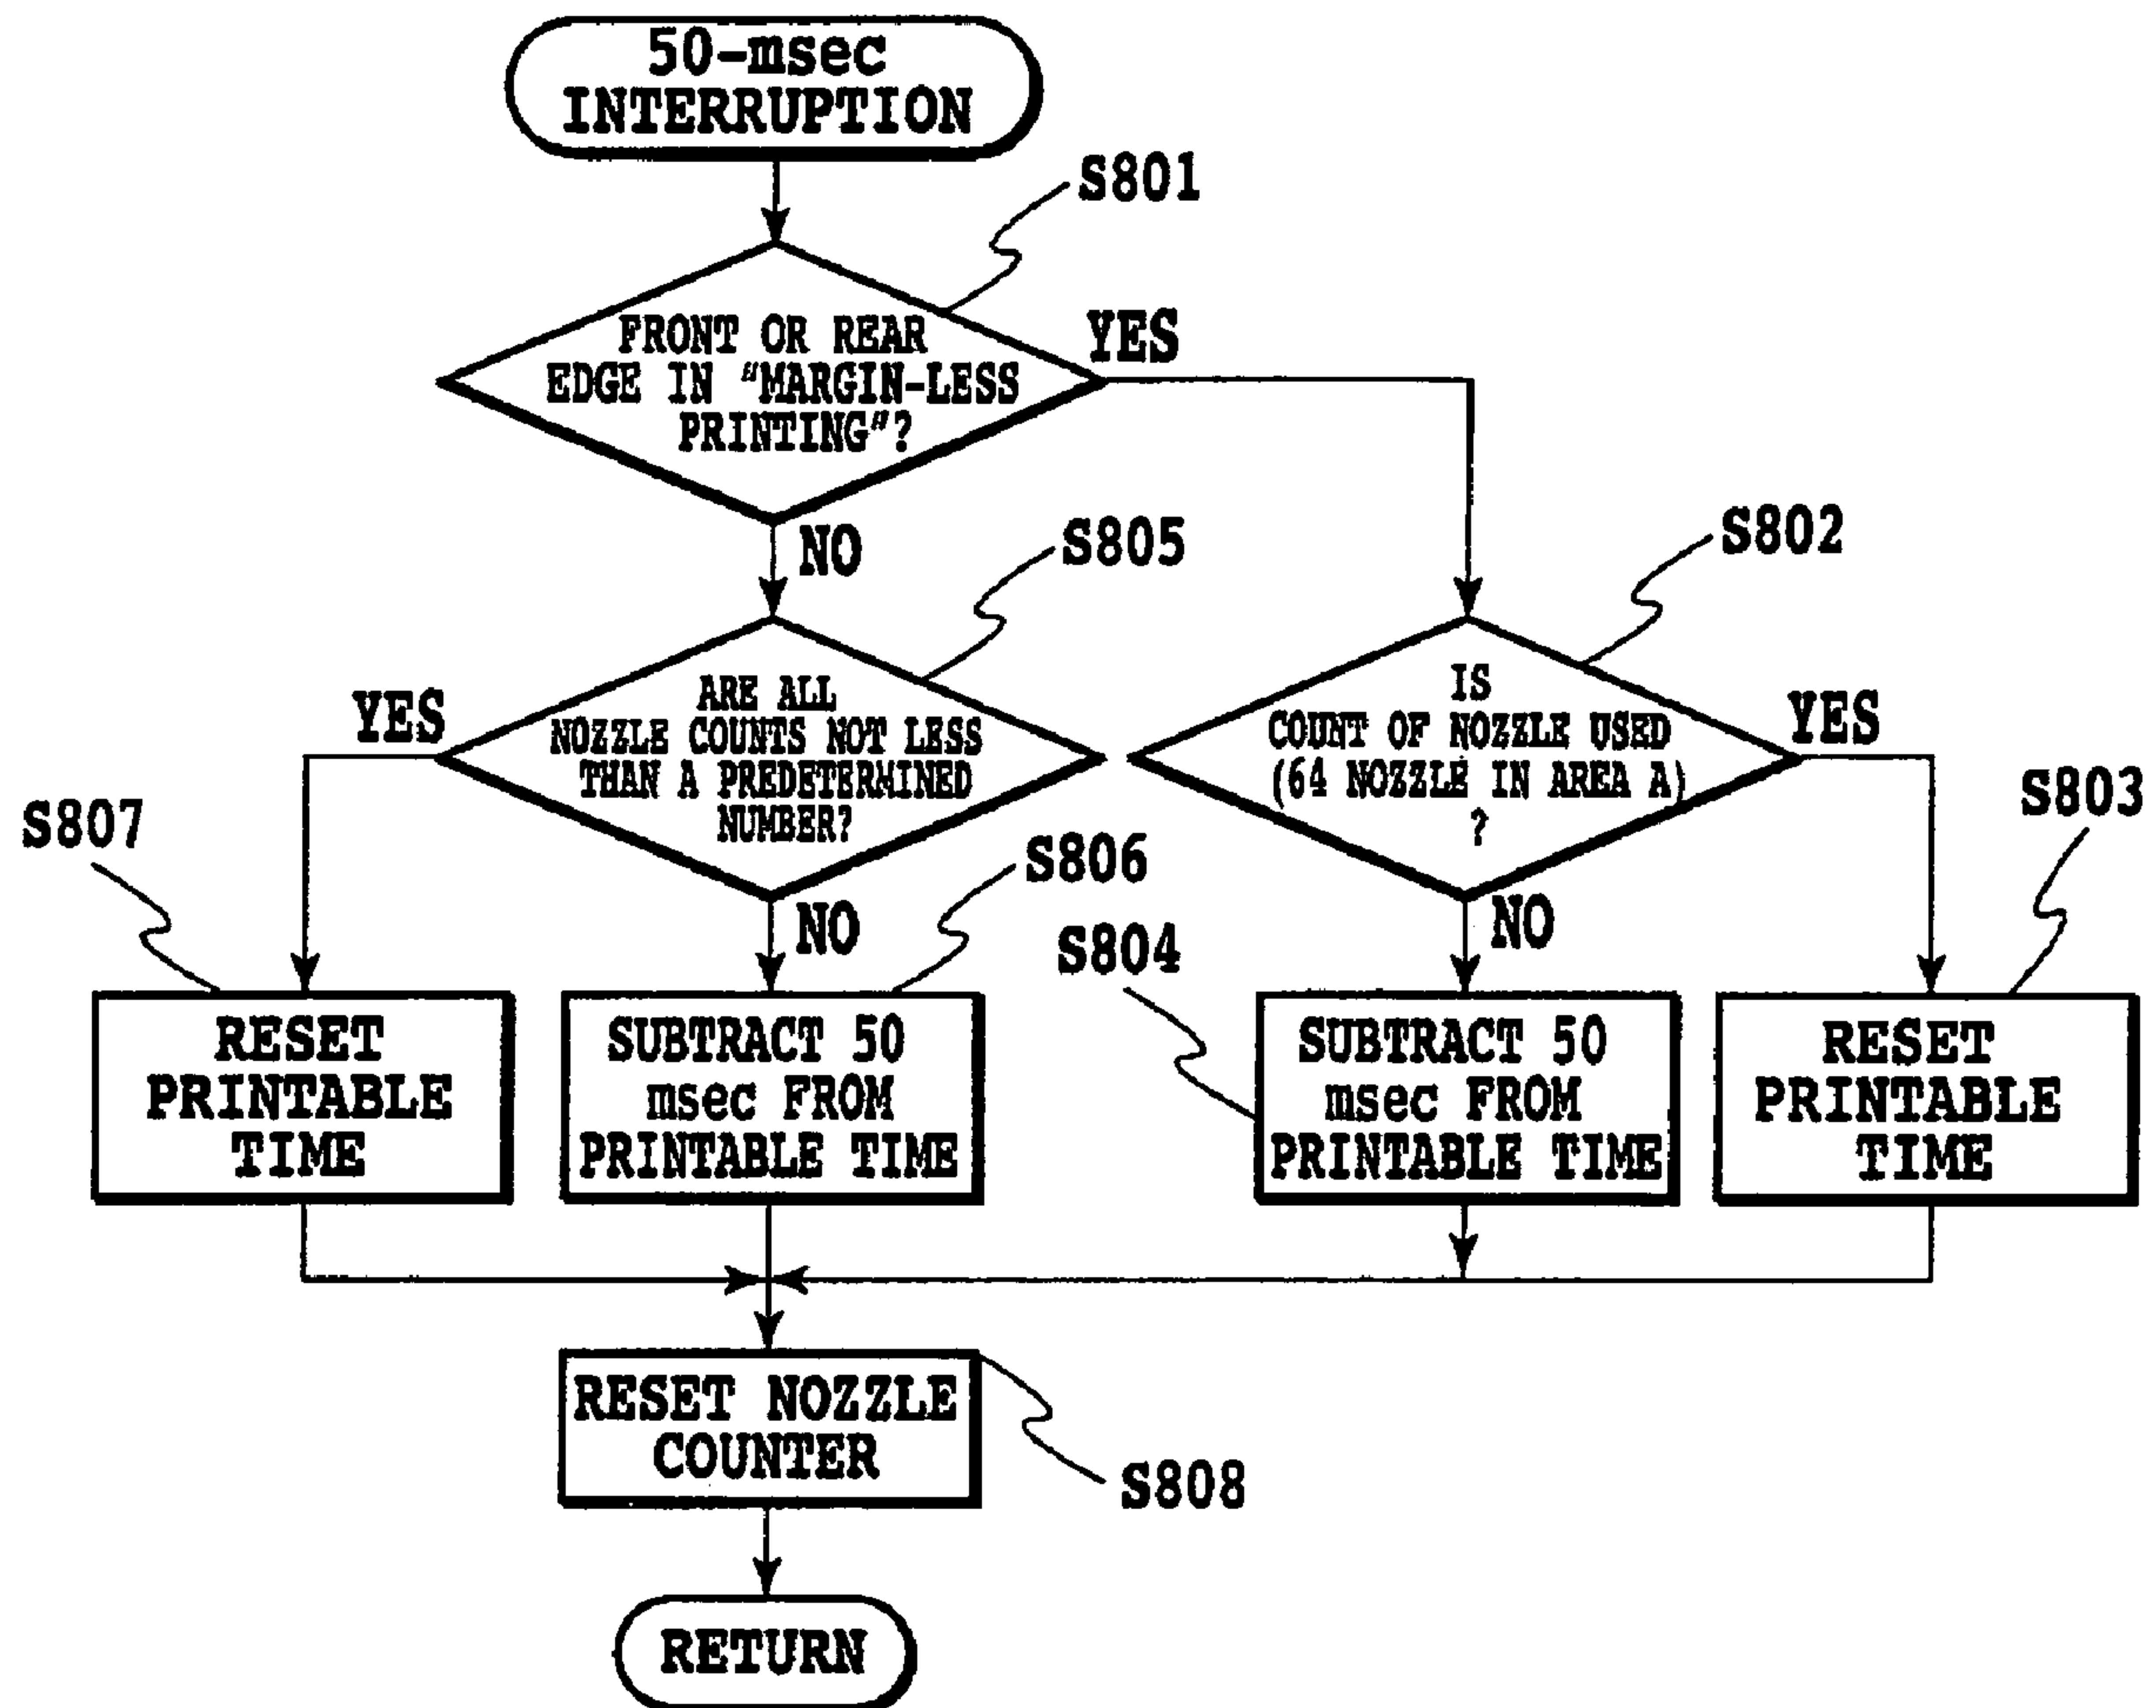 50-msec
INTERRUPTION
S801
FRONT OR REAR
EDGE IN "MARGIN-LESS
PRINTING"?
YES
NO
S805
S802
ARE ALL
NOZZLE COUNTS NOT LESS
THAN A PREDETERMINED
NUMBER?
YES
IS
COUNT OF NOZZLE USED
(64 NOZZLE IN AREA A)
?
YES
S807
S806
S804
S803
NO
NO
RESET
PRINTABLE
TIME
SUBTRACT 50
msec FROM
PRINTABLE TIME
SUBTRACT 50
msec FROM
PRINTABLE TIME
RESET
PRINTABLE
TIME
RESET NOZZLE
COUNTER
S808
RETURN